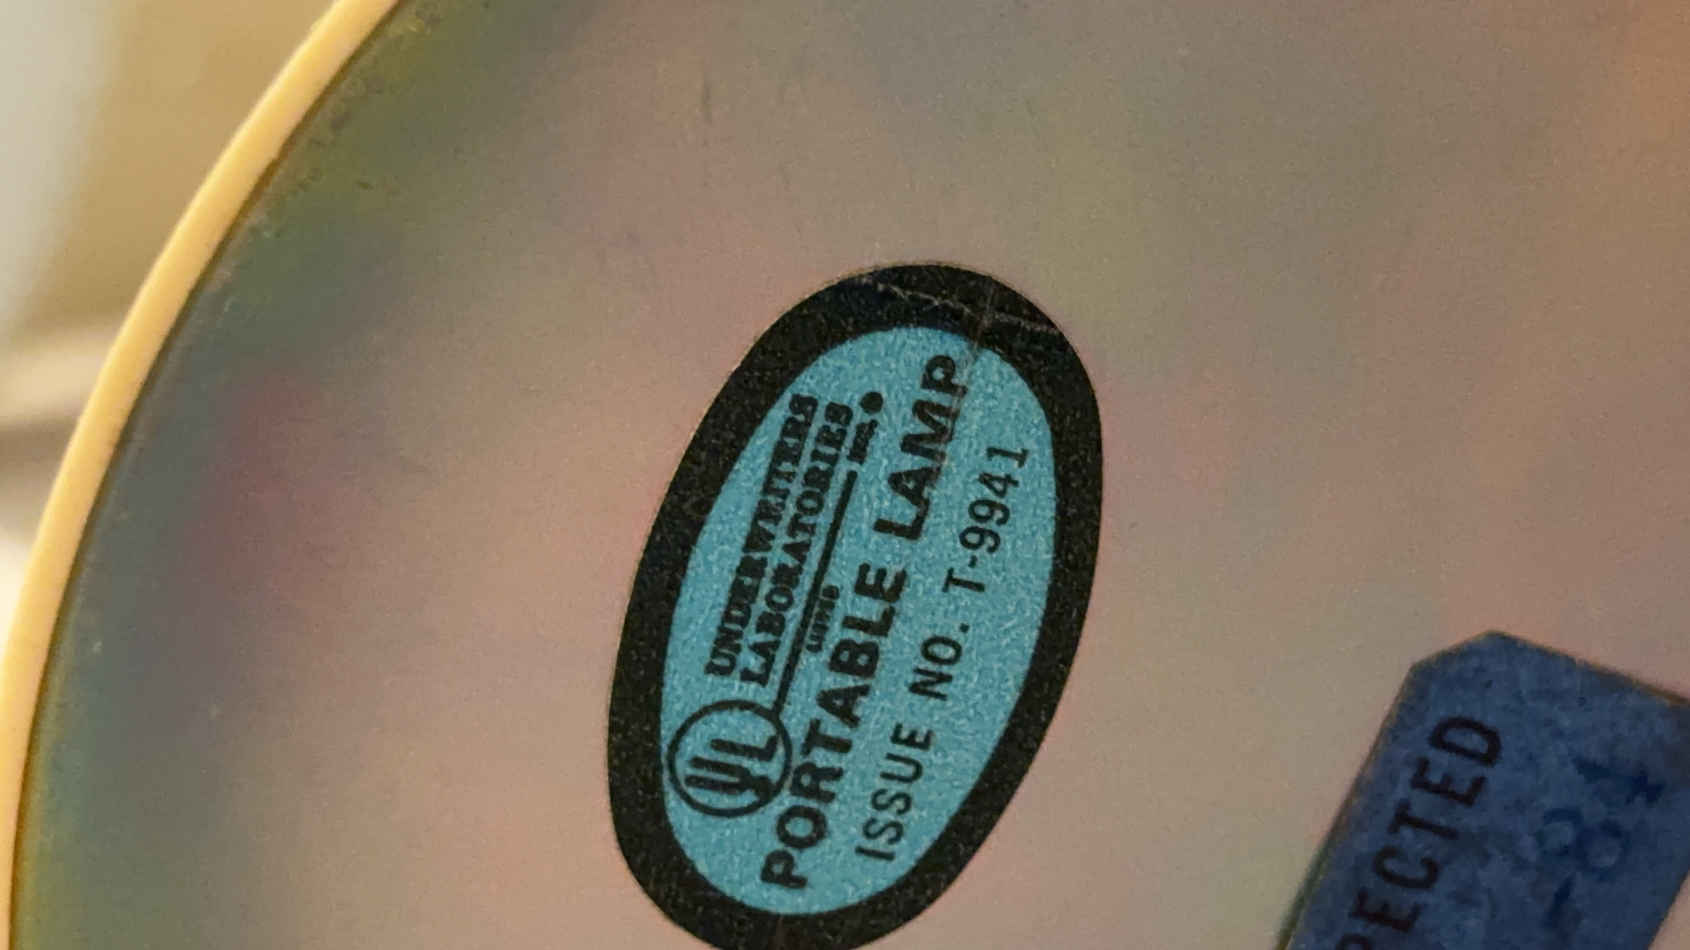 UNDERWRITERS
LABORATORIES
INC.
UL
LISTED
PORTABLE LAMP
ISSUE NO. T-9941
PECTED